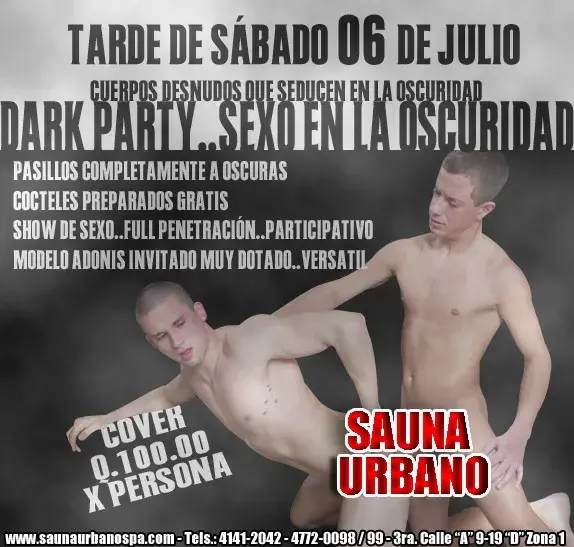 TARDE DE SÁBADO 06 DE JULIO
CUERPOS DESNUDOS QUE SEDUCEN EN LA OSCURIDAD
DARK PARTY..SEXO EN LA OSCURIDAD
PASILLOS COMPLETAMENTE A OSCURAS
COCTELES PREPARADOS GRATIS
SHOW DE SEXO..FULL PENETRACIÓN..PARTICIPATIVO
MODELO ADONIS INVITADO MUY DOTADO..VERSATIL
COVER
Q.100.00
X PERSONA
SAUNA
URBANO
www.saunaurbanospa.com - Tels.: 4141-2042 - 4772-0098 / 99 - 3ra. Calle “A” 9-19 “D” Zona 1